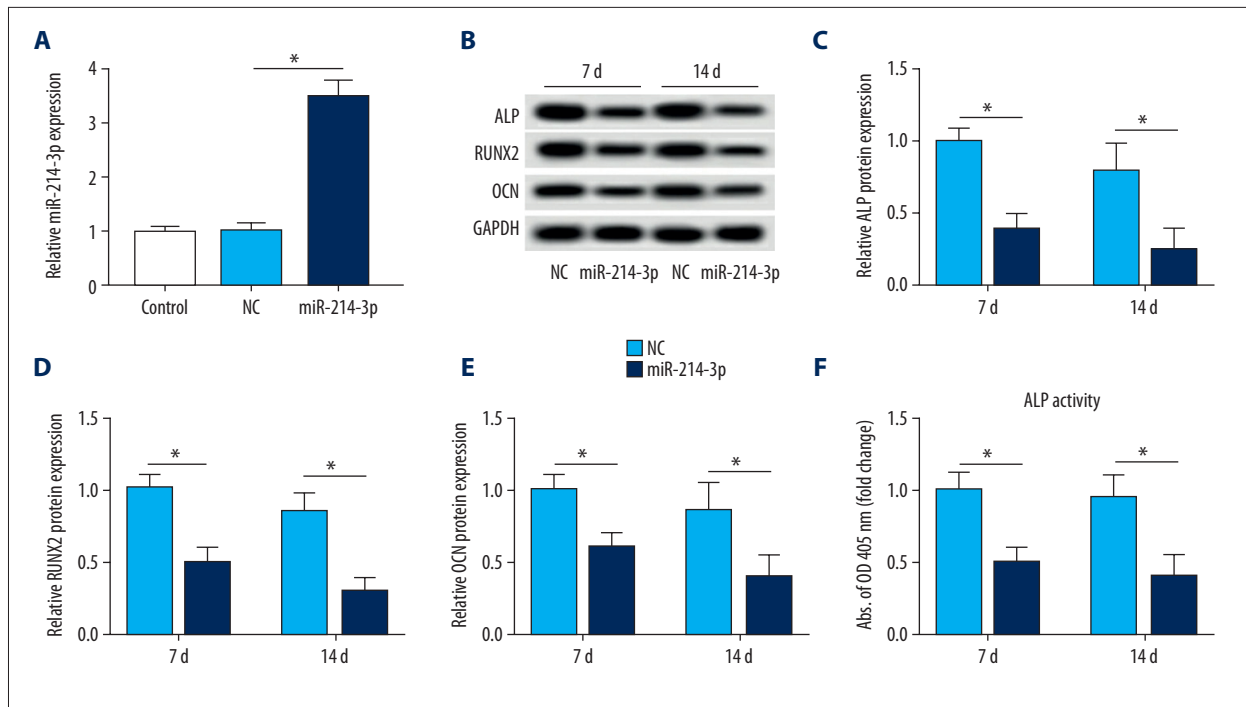 A
Relative miR-214-3p expression
4
3
2
1
0
*
Control
NC
miR-214-3p
B
7 d
14 d
ALP
RUNX2
OCN
GAPDH
NC
miR-214-3p
NC
miR-214-3p
C
Relative ALP protein expression
1.5
1.0
0.5
0.0
*
*
7 d
14 d
NC
miR-214-3p
D
Relative RUNX2 protein expression
1.5
1.0
0.5
0.0
*
*
7 d
14 d
E
Relative OCN protein expression
1.5
1.0
0.5
0.0
*
*
7 d
14 d
F
ALP activity
Abs. of OD 405 nm (fold change)
1.5
1.0
0.5
0.0
*
*
7 d
14 d